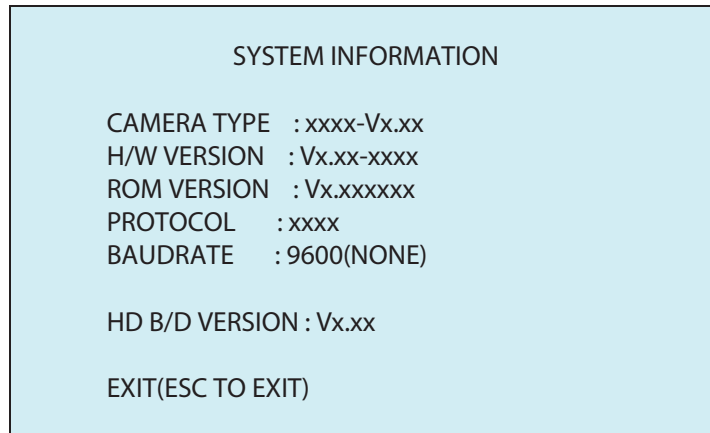 SYSTEM INFORMATION
CAMERA TYPE : xxxx-Vx.xx
H/W VERSION : Vx.xx-xxxx
ROM VERSION : Vx.xxxxxx
PROTOCOL : xxxx
BAUDRATE : 9600(NONE)
HD B/D VERSION : Vx.xx
EXIT(ESC TO EXIT)